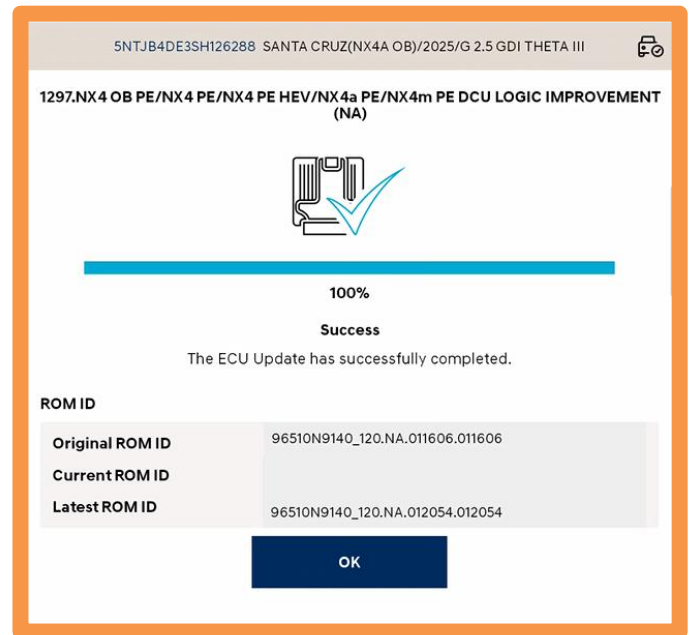 5NTJB4DE3SH126288 SANTA CRUZ(NX4A OB)/2025/G 2.5 GDI THETA III
1297.NX4 OB PE/NX4 PE/NX4 PE HEV/NX4a PE/NX4m PE DCU LOGIC IMPROVEMENT
(NA)
100%
Success
The ECU Update has successfully completed.
ROM ID
Original ROM ID 96510N9140_120.NA.011606.011606
Current ROM ID
Latest ROM ID 96510N9140_120.NA.012054.012054
OK